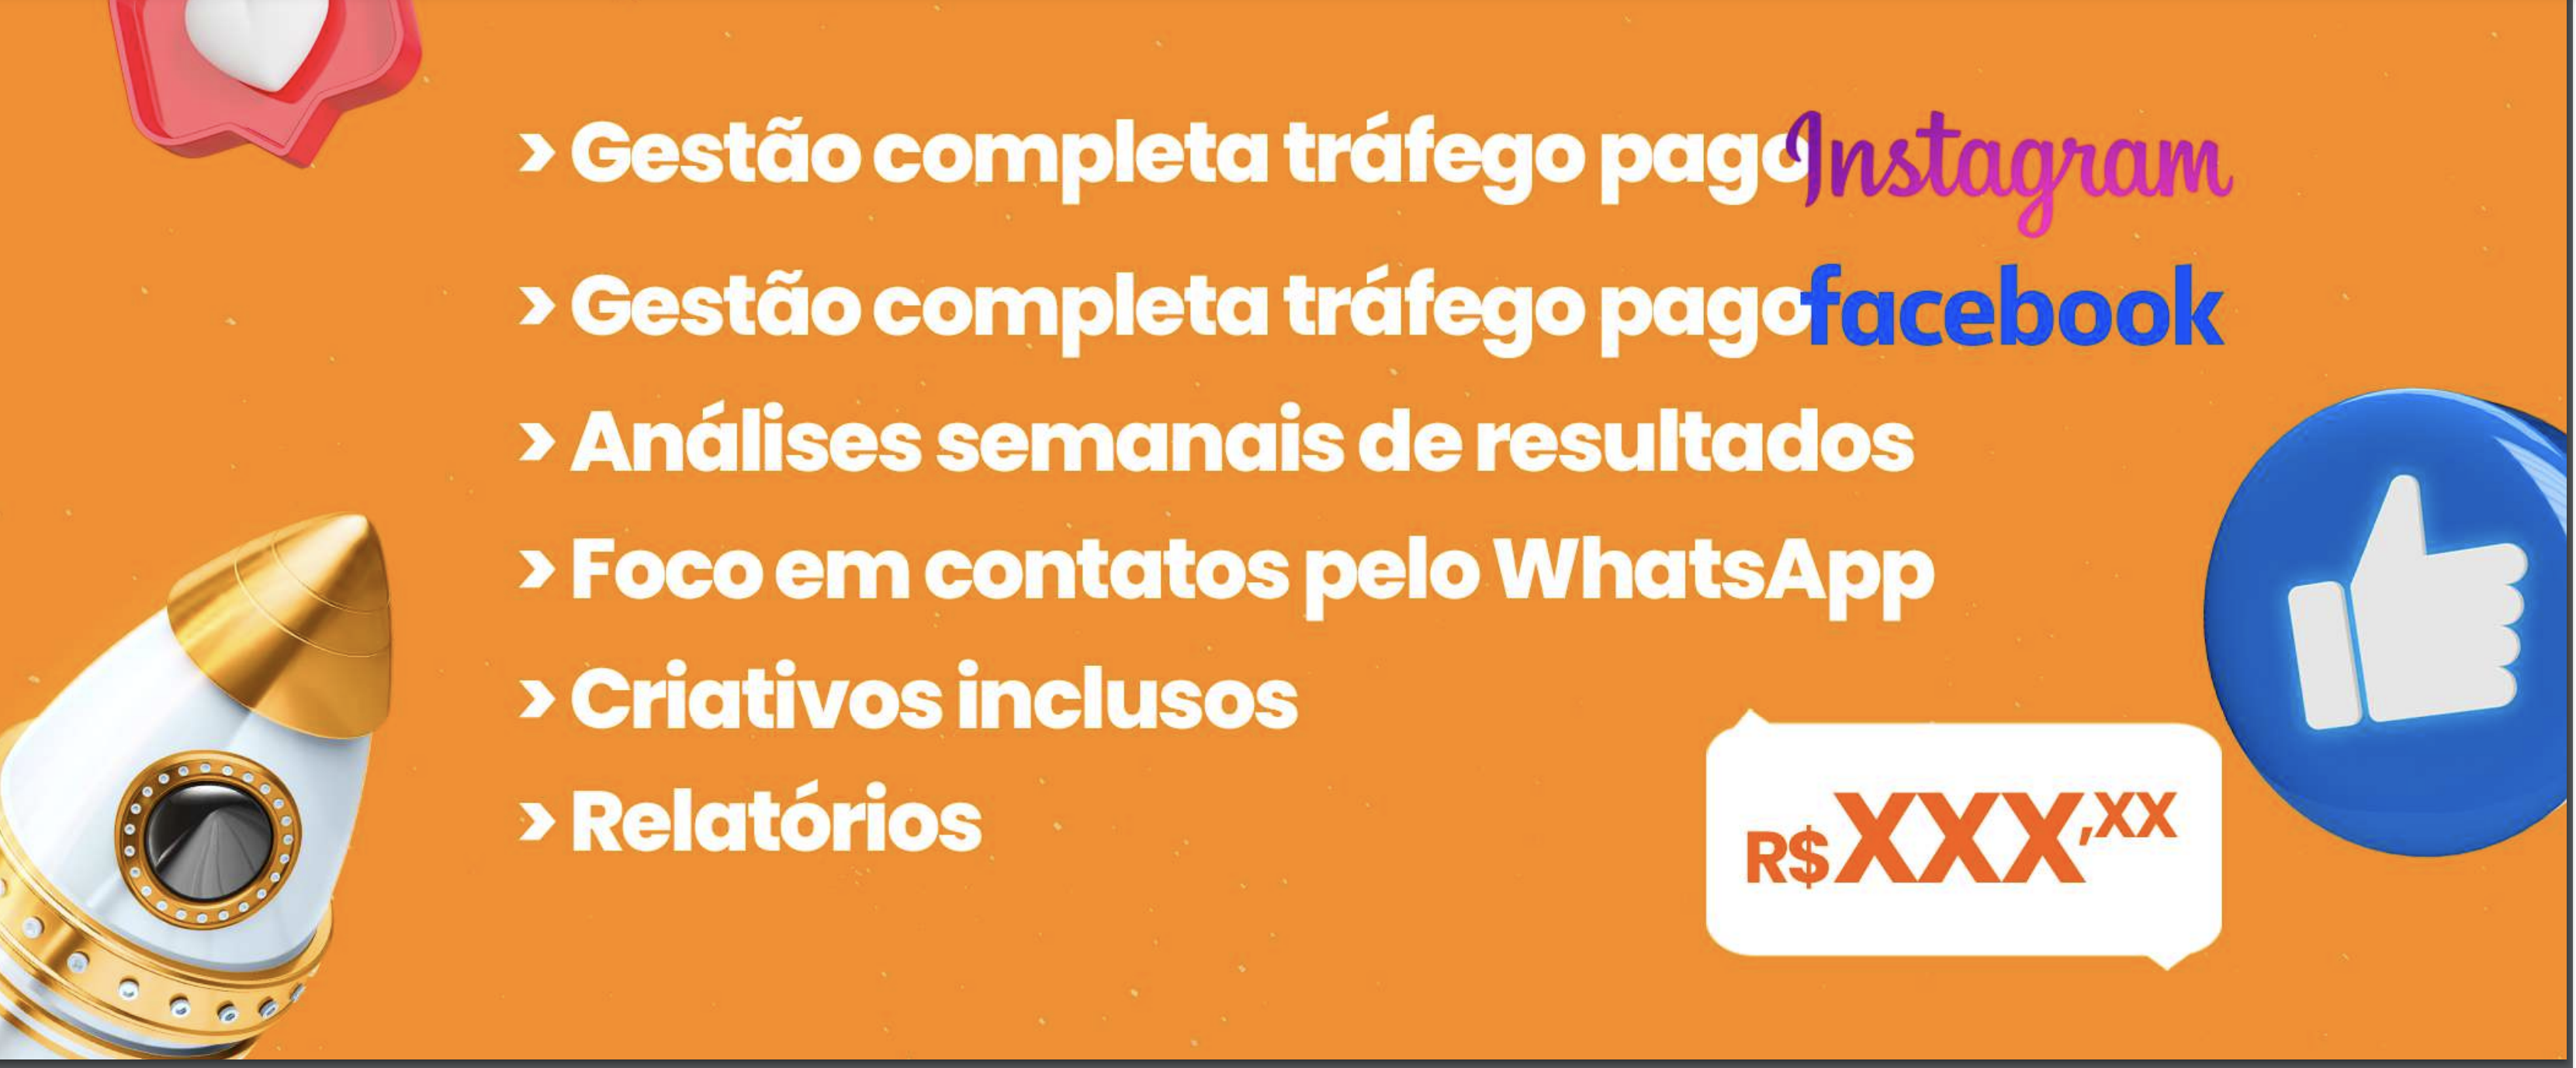 > Gestão completa tráfego pago Instagram
> Gestão completa tráfego pago facebook
> Análises semanais de resultados
> Foco em contatos pelo WhatsApp
> Criativos inclusos
> Relatórios
R$XXX,XX